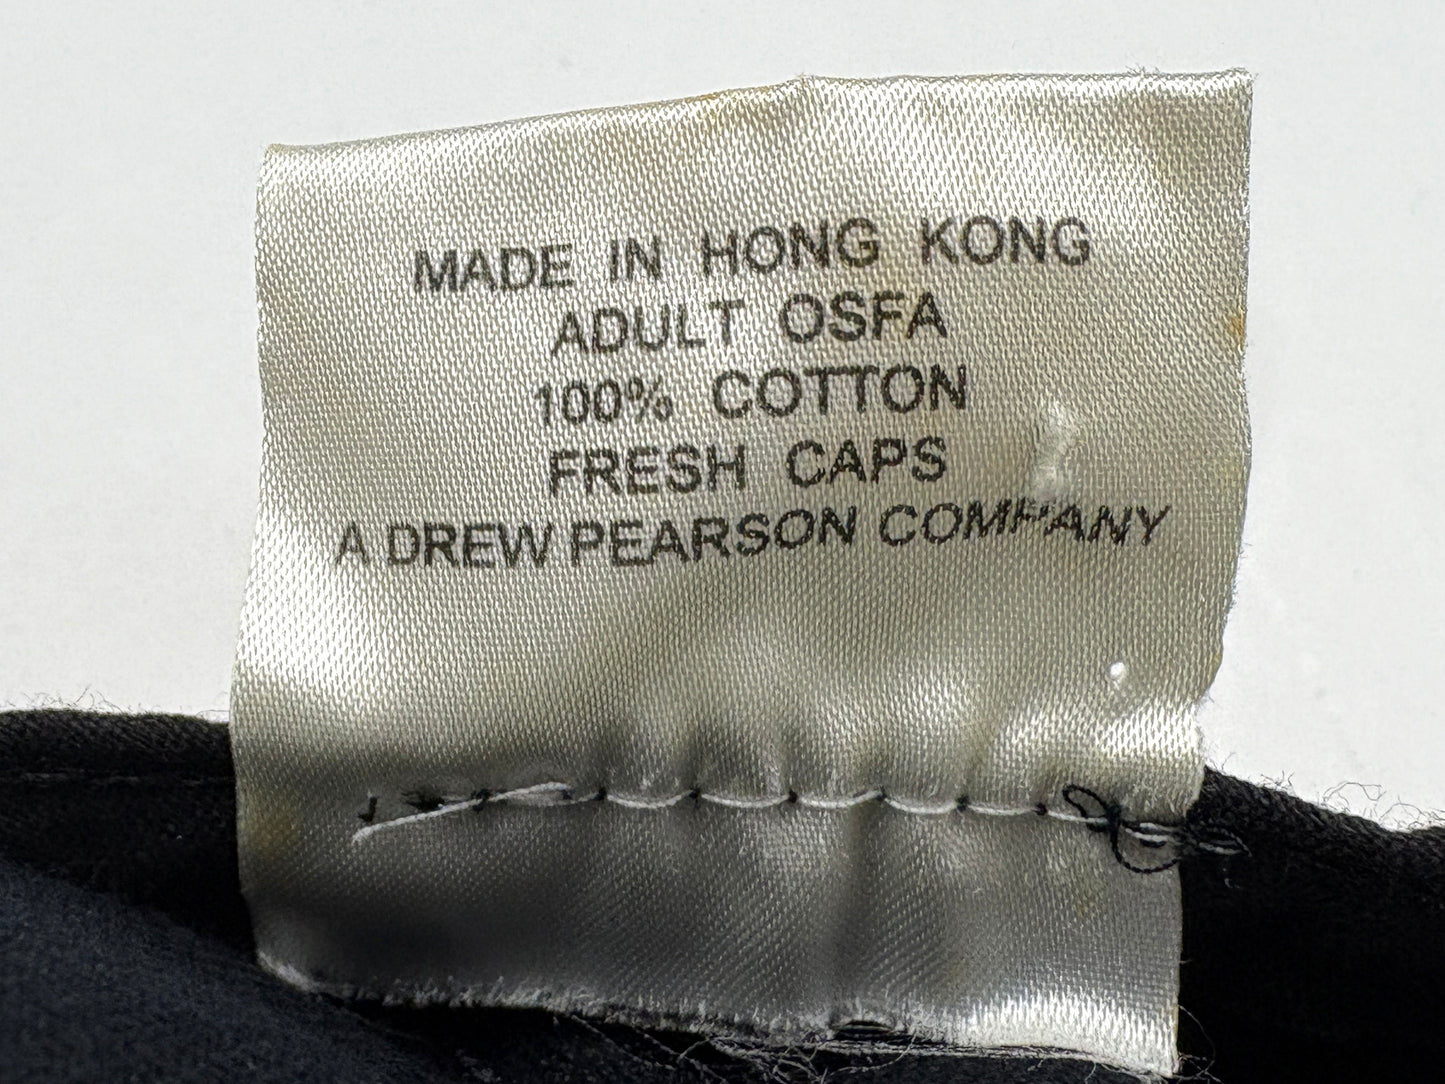 MADE IN HONG KONG
ADULT OSFA
100% COTTON
FRESH CAPS
A DREW PEARSON COMPANY